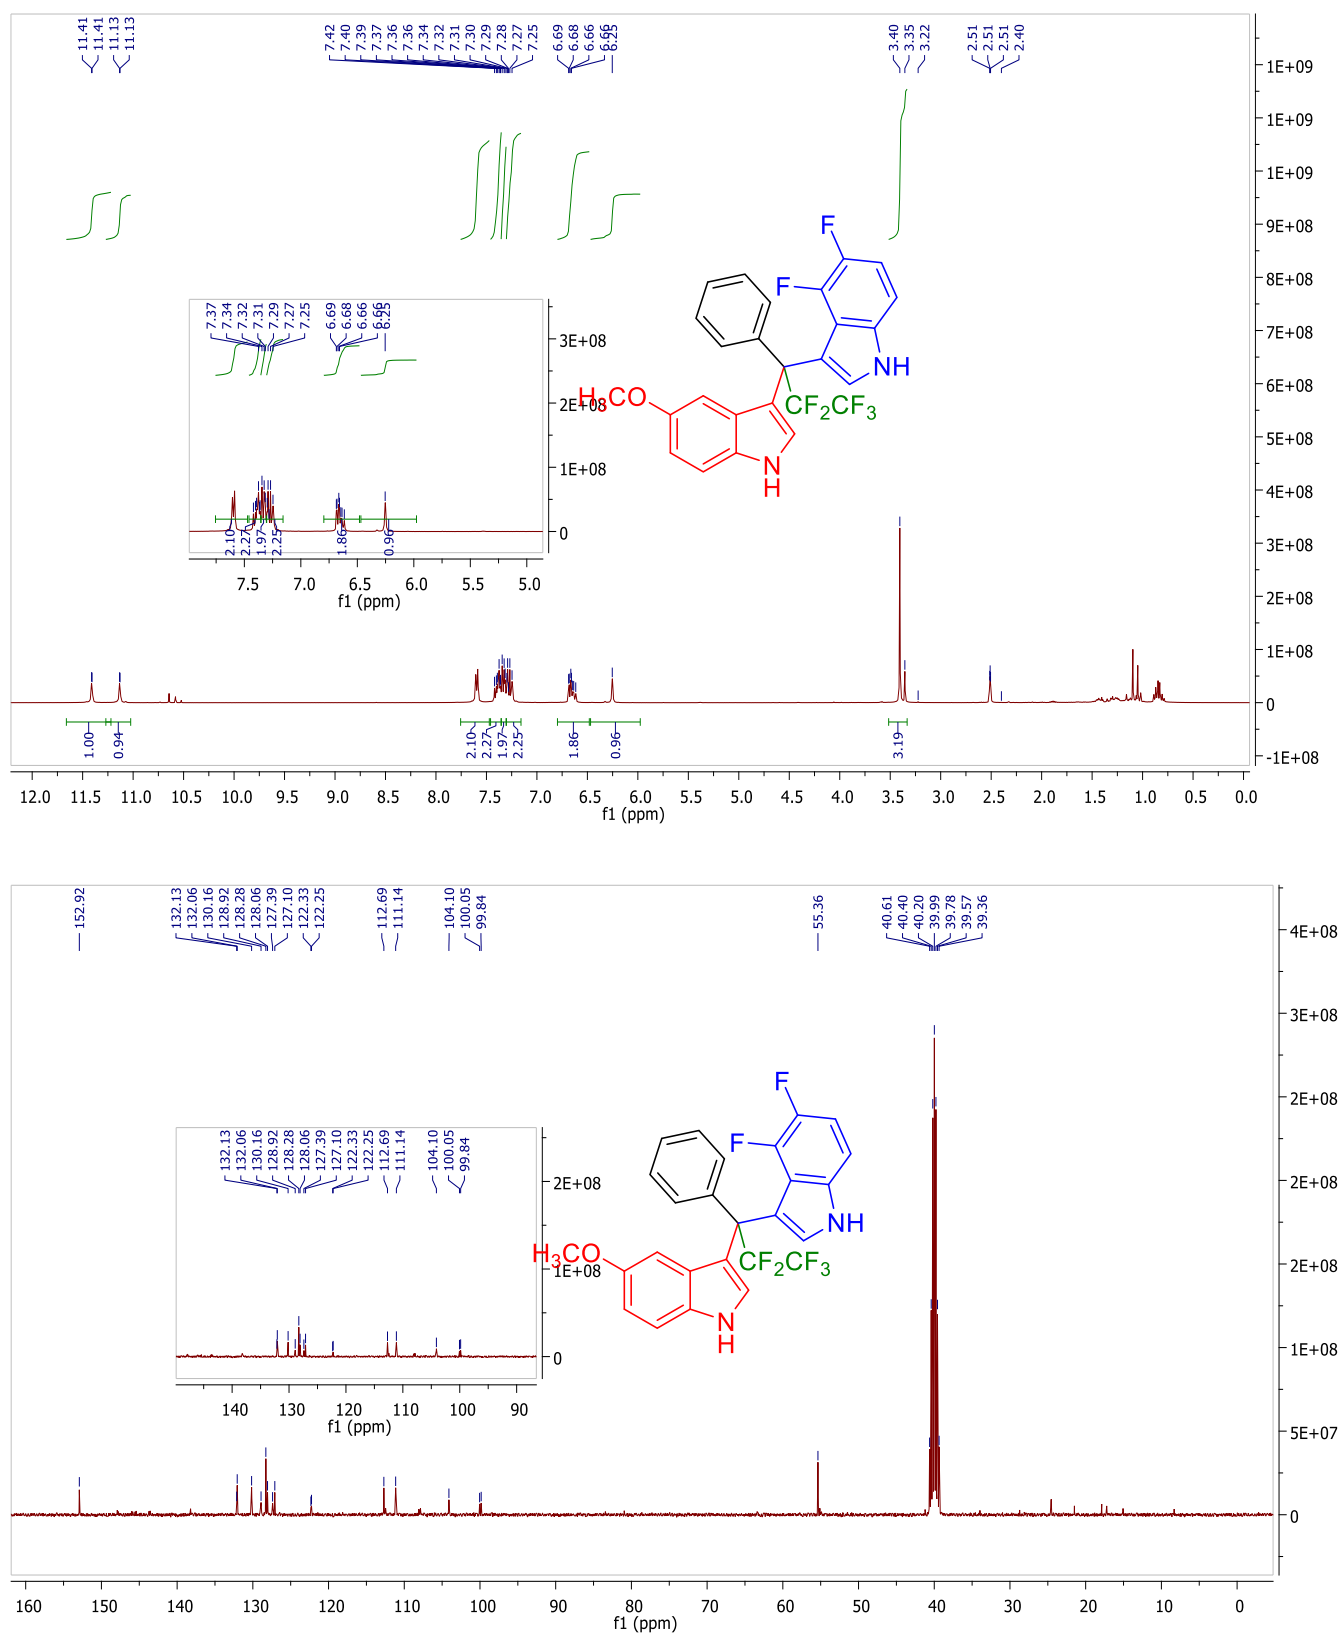 11.41
11.41
11.13
11.13
7.42
7.40
7.39
7.37
7.36
7.36
7.34
7.32
7.31
7.30
7.29
7.28
7.27
7.25
6.69
6.68
6.66
6.66
6.25
3.40
3.35
3.22
2.51
2.51
2.51
2.40
1E+09
1E+09
1E+09
9E+08
8E+08
7E+08
6E+08
5E+08
4E+08
3E+08
2E+08
1E+08
0
-1E+08
7.37
7.34
7.32
7.31
7.29
7.27
7.25
6.69
6.68
6.66
6.66
6.25
3E+08
2E+08
1E+08
0
2.10
2.27
1.97
2.25
1.86
0.96
7.5 7.0 6.5 6.0 5.5 5.0
f1 (ppm)
F
F
NH
H3CO
CF2CF3
N
H
1.00
0.94
2.10
2.27
1.97
2.25
1.86
0.96
3.19
12.0 11.5 11.0 10.5 10.0 9.5 9.0 8.5 8.0 7.5 7.0 6.5 6.0 5.5 5.0 4.5 4.0 3.5 3.0 2.5 2.0 1.5 1.0 0.5 0.0
f1 (ppm)
152.92
132.13
132.06
130.16
128.92
128.28
128.06
127.39
127.10
122.33
122.25
112.69
111.14
104.10
100.05
99.84
55.36
40.61
40.40
40.20
39.99
39.78
39.57
39.36
4E+08
3E+08
2E+08
2E+08
2E+08
1E+08
5E+07
0
132.13
132.06
130.16
128.92
128.28
128.06
127.39
127.10
122.33
122.25
112.69
111.14
104.10
100.05
99.84
2E+08
1E+08
0
140 130 120 110 100 90
f1 (ppm)
F
F
NH
H3CO
CF2CF3
N
H
160 150 140 130 120 110 100 90 80 70 60 50 40 30 20 10 0
f1 (ppm)